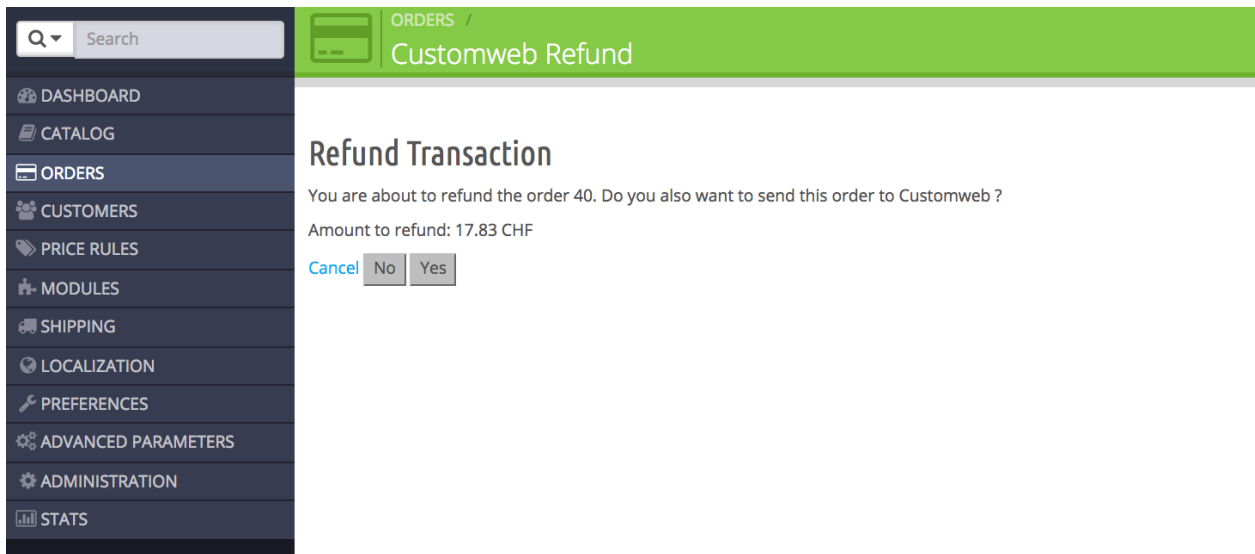 Search
DASHBOARD
CATALOG
ORDERS
CUSTOMERS
PRICE RULES
MODULES
SHIPPING
LOCALIZATION
PREFERENCES
ADVANCED PARAMETERS
ADMINISTRATION
STATS
ORDERS /
Customweb Refund
Refund Transaction
You are about to refund the order 40. Do you also want to send this order to Customweb ?
Amount to refund: 17.83 CHF
Cancel No Yes